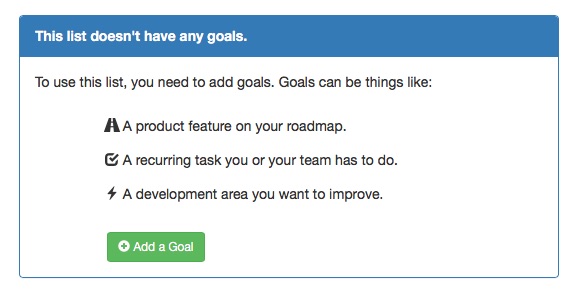 This list doesn't have any goals.
To use this list, you need to add goals. Goals can be things like:
A product feature on your roadmap.
A recurring task you or your team has to do.
A development area you want to improve.
Add a Goal